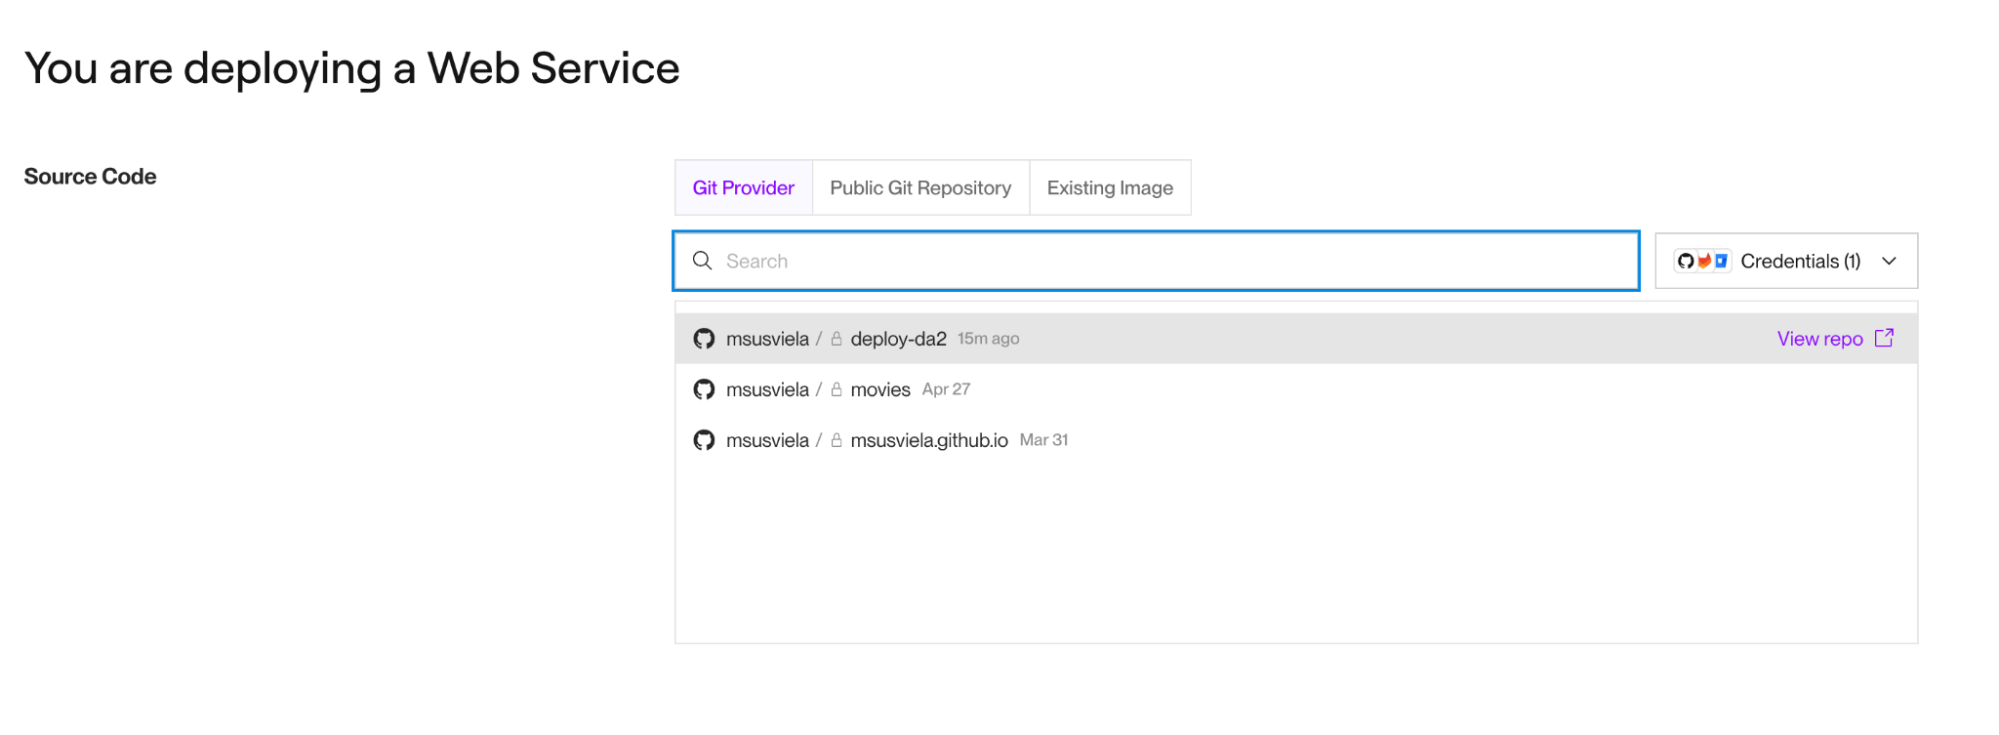 You are deploying a Web Service
Source Code
Git Provider Public Git Repository Existing Image
Search Credentials (1)
msusviela / deploy-da2 15m ago View repo
msusviela / movies Apr 27
msusviela / msusviela.github.io Mar 31